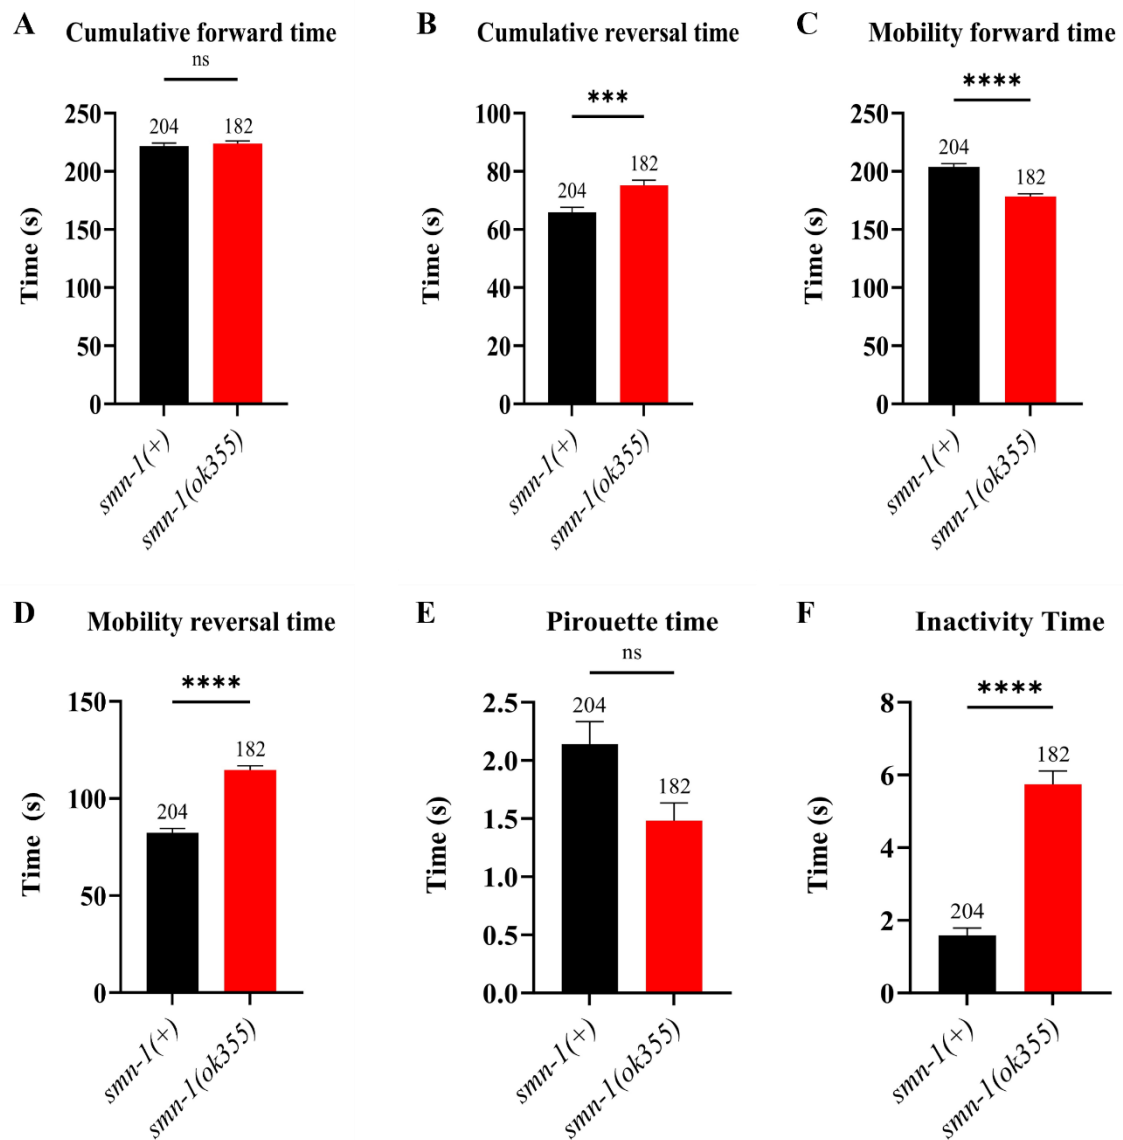 A Cumulative forward time
ns
250
200
150
100
50
0
Time (s)
204
182
smn-1(+)
smn-1(ok355)
B Cumulative reversal time
***
100
80
60
40
20
0
Time (s)
204
182
smn-1(+)
smn-1(ok355)
C Mobility forward time
****
250
200
150
100
50
0
Time (s)
204
182
smn-1(+)
smn-1(ok355)
D Mobility reversal time
****
150
100
50
0
Time (s)
204
182
smn-1(+)
smn-1(ok355)
E Pirouette time
ns
2.5
2.0
1.5
1.0
0.5
0.0
Time (s)
204
182
smn-1(+)
smn-1(ok355)
F Inactivity Time
****
8
6
4
2
0
Time (s)
204
182
smn-1(+)
smn-1(ok355)